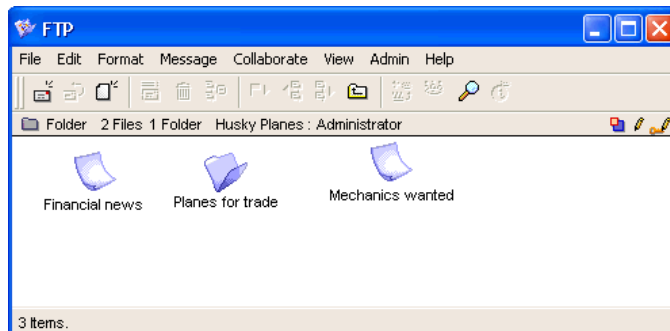 FTP
File Edit Format Message Collaborate View Admin Help
Folder 2 Files 1 Folder Husky Planes : Administrator
Financial news Planes for trade Mechanics wanted
3 Items.